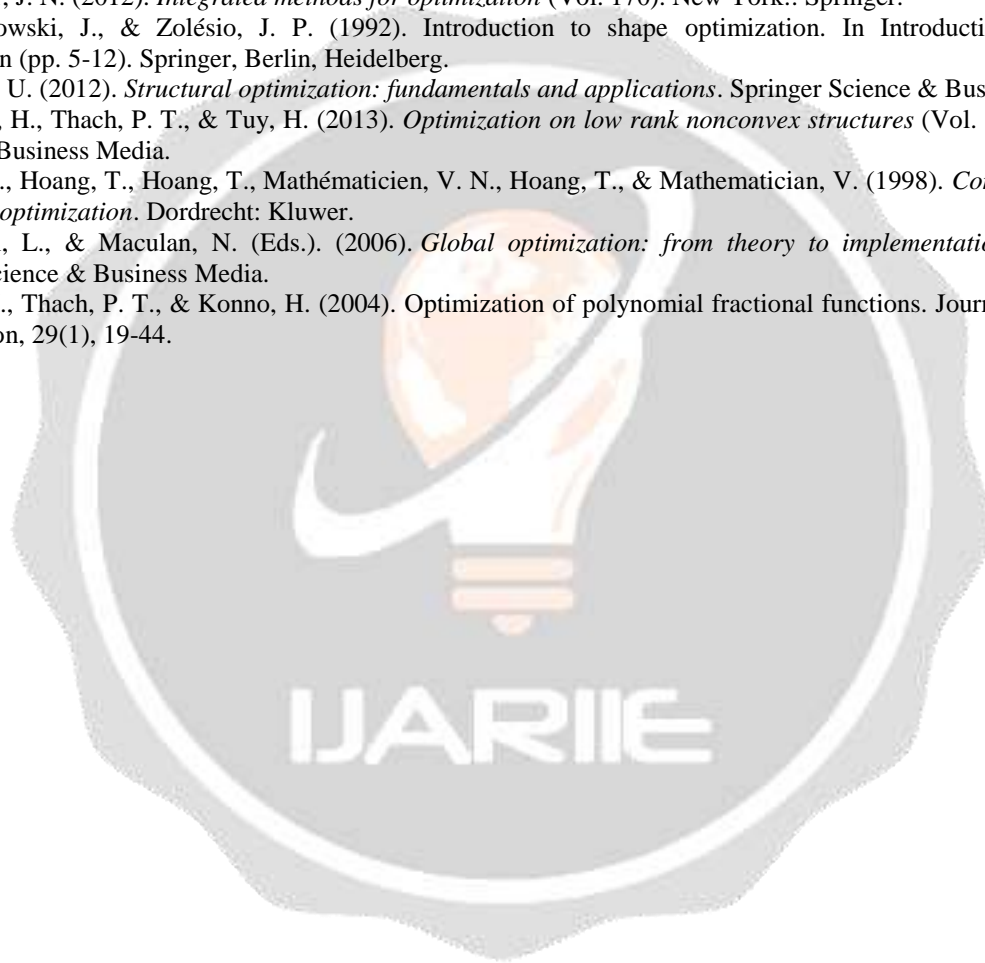 , J. N. (2012). Integrated methods for optimization (Vol. 170). New York.: Springer.
owski, J., & Zolésio, J. P. (1992). Introduction to shape optimization. In Introducti
n (pp. 5-12). Springer, Berlin, Heidelberg.
U. (2012). Structural optimization: fundamentals and applications. Springer Science & Bus
, H., Thach, P. T., & Tuy, H. (2013). Optimization on low rank nonconvex structures (Vol.
Business Media.
., Hoang, T., Hoang, T., Mathématicien, V. N., Hoang, T., & Mathematician, V. (1998). Co
optimization. Dordrecht: Kluwer.
, L., & Maculan, N. (Eds.). (2006). Global optimization: from theory to implementatio
cience & Business Media.
., Thach, P. T., & Konno, H. (2004). Optimization of polynomial fractional functions. Journ
on, 29(1), 19-44.
IJARIIE